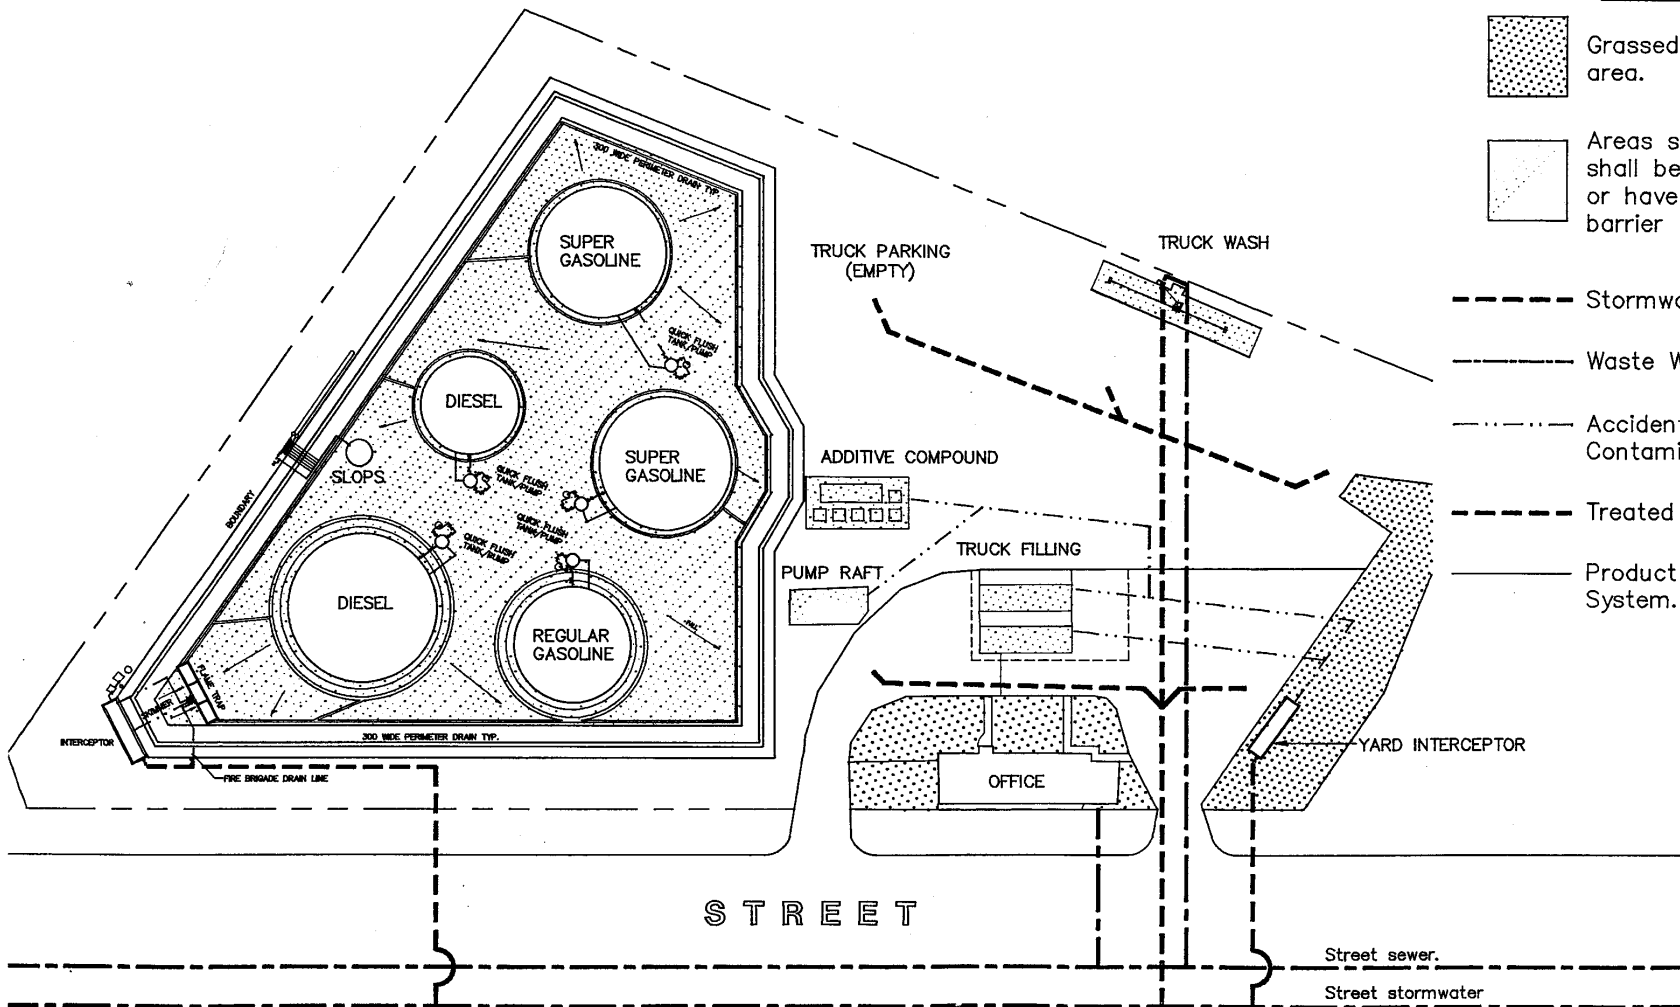 Grassed
area.
300 WIDE PERIMETER DRAIN TYP.
Areas s
shall be
or have
barrier
SUPER
GASOLINE
TRUCK PARKING
(EMPTY)
TRUCK WASH
Stormwa
QUICK FLUSH
TANK/PUMP
Waste W
DIESEL
Acciden
Contami
SUPER
GASOLINE
ADDITIVE COMPOUND
SLOPS
QUICK FLUSH
TANK/PUMP
BOUNDARY
QUICK FLUSH
TANK/PUMP
Treated
QUICK FLUSH
TANK/PUMP
TRUCK FILLING
PUMP RAFT
Product
System.
DIESEL
REGULAR
GASOLINE
FALL
FLAME TRAP
SKIMMER
INTERCEPTOR
300 WIDE PERIMETER DRAIN TYP.
YARD INTERCEPTOR
FIRE BRIGADE DRAIN LINE
OFFICE
STREET
Street sewer.
Street stormwater